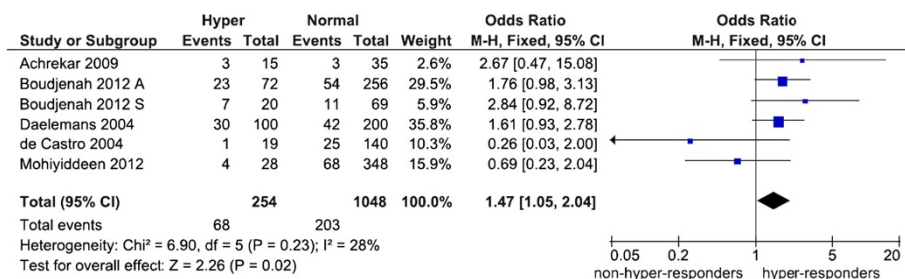 Hyper Normal Odds Ratio Odds Ratio
Study or Subgroup Events Total Events Total Weight M-H, Fixed, 95% CI M-H, Fixed, 95% CI
Achrekar 2009 3 15 3 35 2.6% 2.67 [0.47, 15.08]
Boudjenah 2012 A 23 72 54 256 29.5% 1.76 [0.98, 3.13]
Boudjenah 2012 S 7 20 11 69 5.9% 2.84 [0.92, 8.72]
Daelemans 2004 30 100 42 200 35.8% 1.61 [0.93, 2.78]
de Castro 2004 1 19 25 140 10.3% 0.26 [0.03, 2.00]
Mohiyiddeen 2012 4 28 68 348 15.9% 0.69 [0.23, 2.04]
Total (95% CI) 254 1048 100.0% 1.47 [1.05, 2.04]
Total events 68 203
Heterogeneity: Chi² = 6.90, df = 5 (P = 0.23); I² = 28%
Test for overall effect: Z = 2.26 (P = 0.02)
0.05 0.2 1 5 20
non-hyper-responders hyper-responders